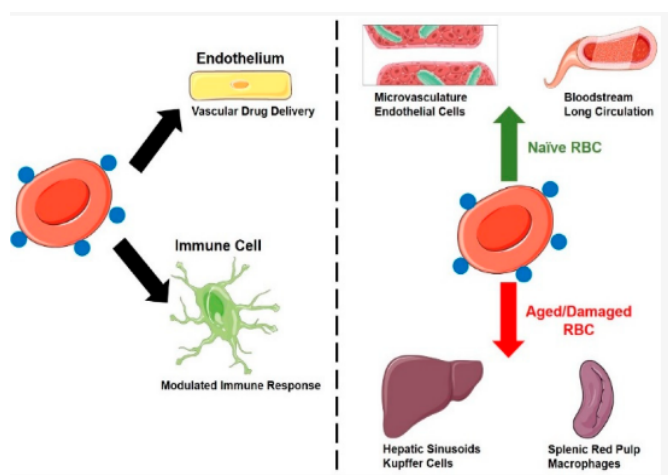 Endothelium
Vascular Drug Delivery
Immune Cell
Modulated Immune Response
Microvasculature
Endothelial Cells
Bloodstream
Long Circulation
Naïve RBC
Aged/Damaged
RBC
Hepatic Sinusoids
Kupffer Cells
Splenic Red Pulp
Macrophages